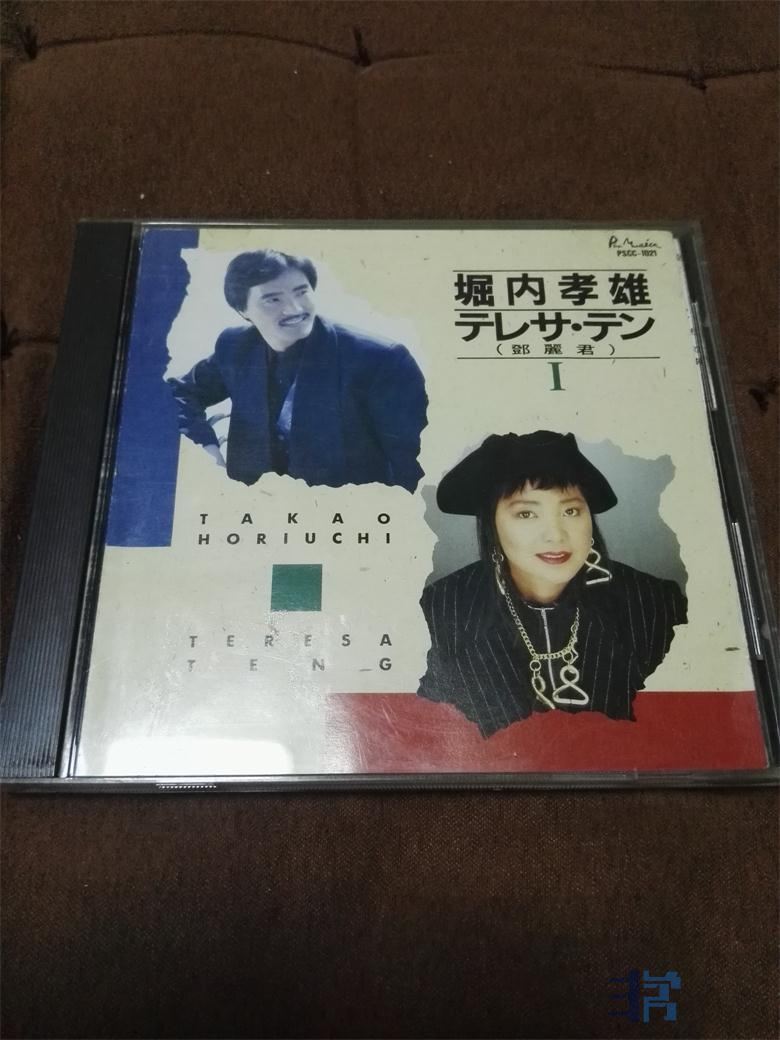 PSCC-1021
堀内孝雄
テレサ・テン
(鄧麗君)
I
TAKAO
HORIUCHI
TERESA
TENG